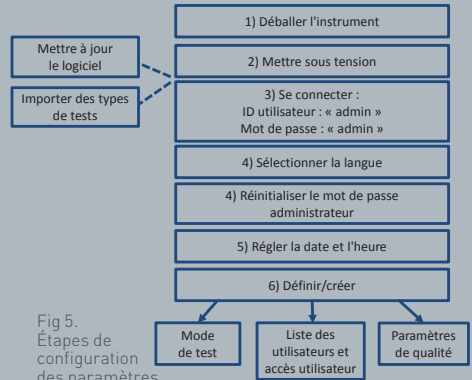 1) Déballer l'instrument
Mettre à jour
le logiciel
2) Mettre sous tension
Importer des types
de tests
3) Se connecter :
ID utilisateur : « admin »
Mot de passe : « admin »
4) Sélectionner la langue
4) Réinitialiser le mot de passe
administrateur
5) Régler la date et l'heure
6) Définir/créer
Fig 5.
Étapes de
configuration
des paramètres
Mode
de test
Liste des
utilisateurs et
accès utilisateur
Paramètres
de qualité